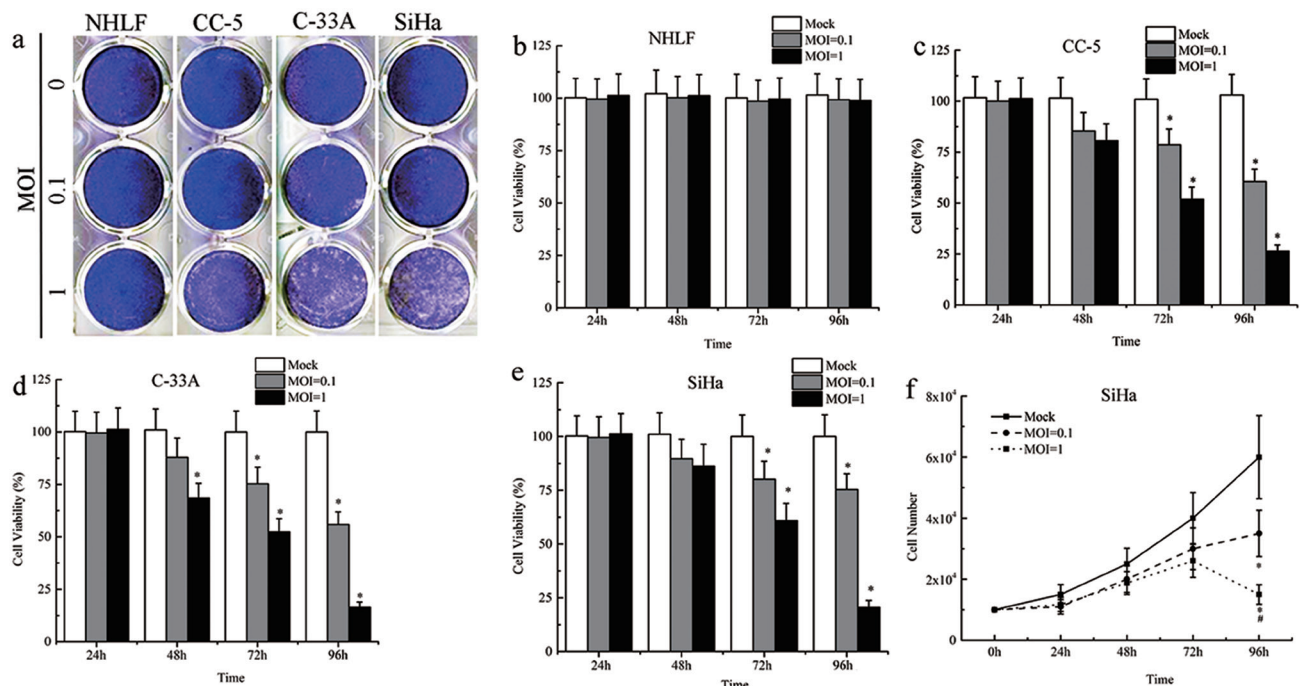 a
NHLF CC-5 C-33A SiHa
MOI
0
0.1
1
b
NHLF
Mock
MOI=0.1
MOI=1
Cell Viability (%)
125
100
75
50
25
0
24h 48h 72h 96h
Time
c
CC-5
Mock
MOI=0.1
MOI=1
Cell Viability (%)
125
100
75
50
25
0
* *
* *
24h 48h 72h 96h
Time
d
C-33A
Mock
MOI=0.1
MOI=1
Cell Viability (%)
125
100
75
50
25
0
*
* *
* *
24h 48h 72h 96h
Time
e
SiHa
Mock
MOI=0.1
MOI=1
Cell Viability (%)
125
100
75
50
25
0
* *
* *
24h 48h 72h 96h
Time
f
SiHa
Mock
MOI=0.1
MOI=1
Cell Number
8x10⁴
6x10⁴
4x10⁴
2x10⁴
0
*
*
#
0h 24h 48h 72h 96h
Time